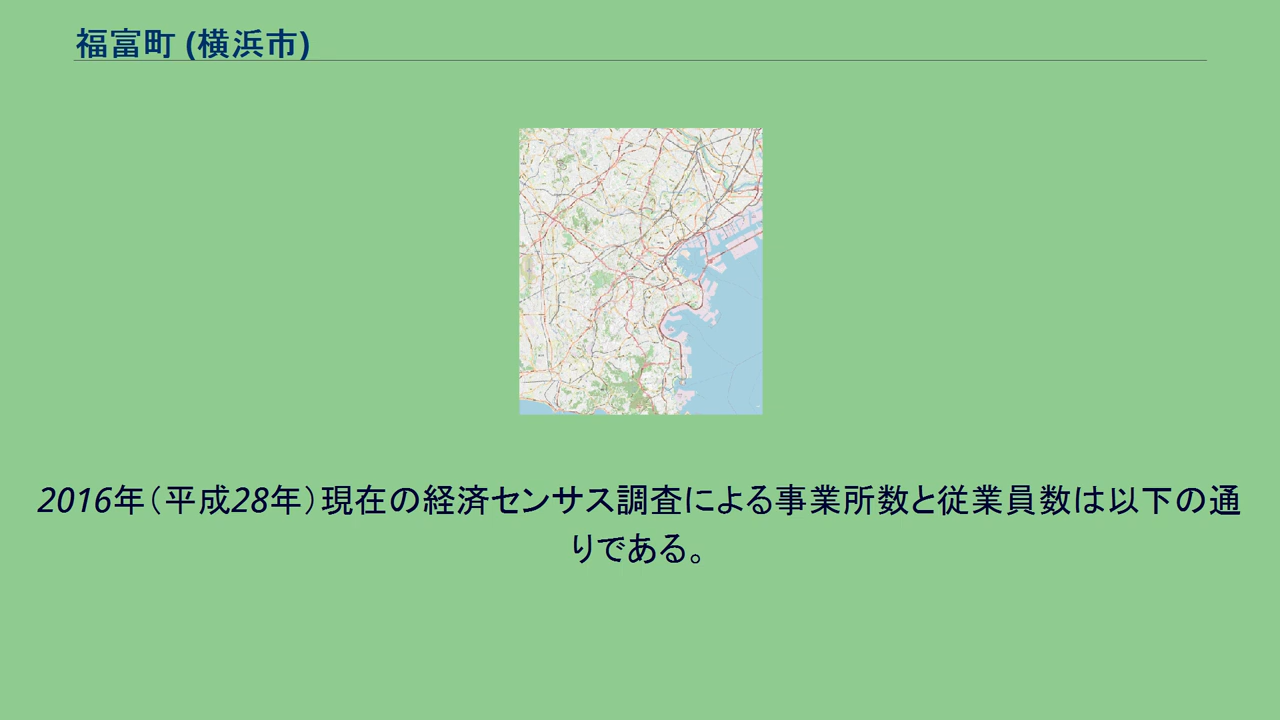 福富町 (横浜市)
2016年（平成28年）現在の経済センサス調査による事業所数と従業員数は以下の通
りである。